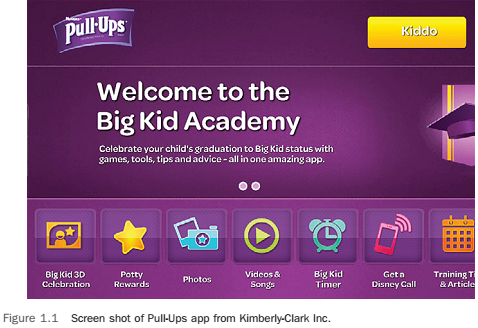 HUGGIES
Pull-Ups
Kiddo
Welcome to the
Big Kid Academy
Celebrate your child's graduation to Big Kid status with
games, tools, tips and advice - all in one amazing app.
Big Kid 3D
Celebration
Potty
Rewards
Photos
Videos &
Songs
Big Kid
Timer
Get a
Disney Call
Training Ti
& Article
Figure 1.1 Screen shot of Pull-Ups app from Kimberly-Clark Inc.